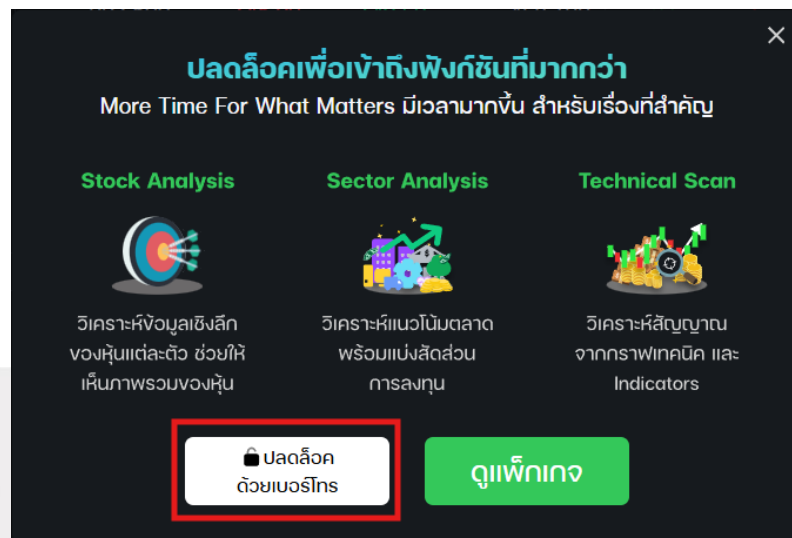 ปลดล็อคเพื่อเข้าถึงฟังก์ชันที่มากกว่า
More Time For What Matters มีเวลามากขึ้น สำหรับเรื่องที่สำคัญ
Stock Analysis
วิเคราะห์ข้อมูลเชิงลึก
ของหุ้นแต่ละตัว ช่วยให้
เห็นภาพรวมของหุ้น
Sector Analysis
วิเคราะห์แนวโน้มตลาด
พร้อมแบ่งสัดส่วน
การลงทุน
Technical Scan
วิเคราะห์สัญญาณ
จากกราฟเทคนิค และ
Indicators
ปลดล็อค
ด้วยเบอร์โทร
ดูแพ็กเกจ